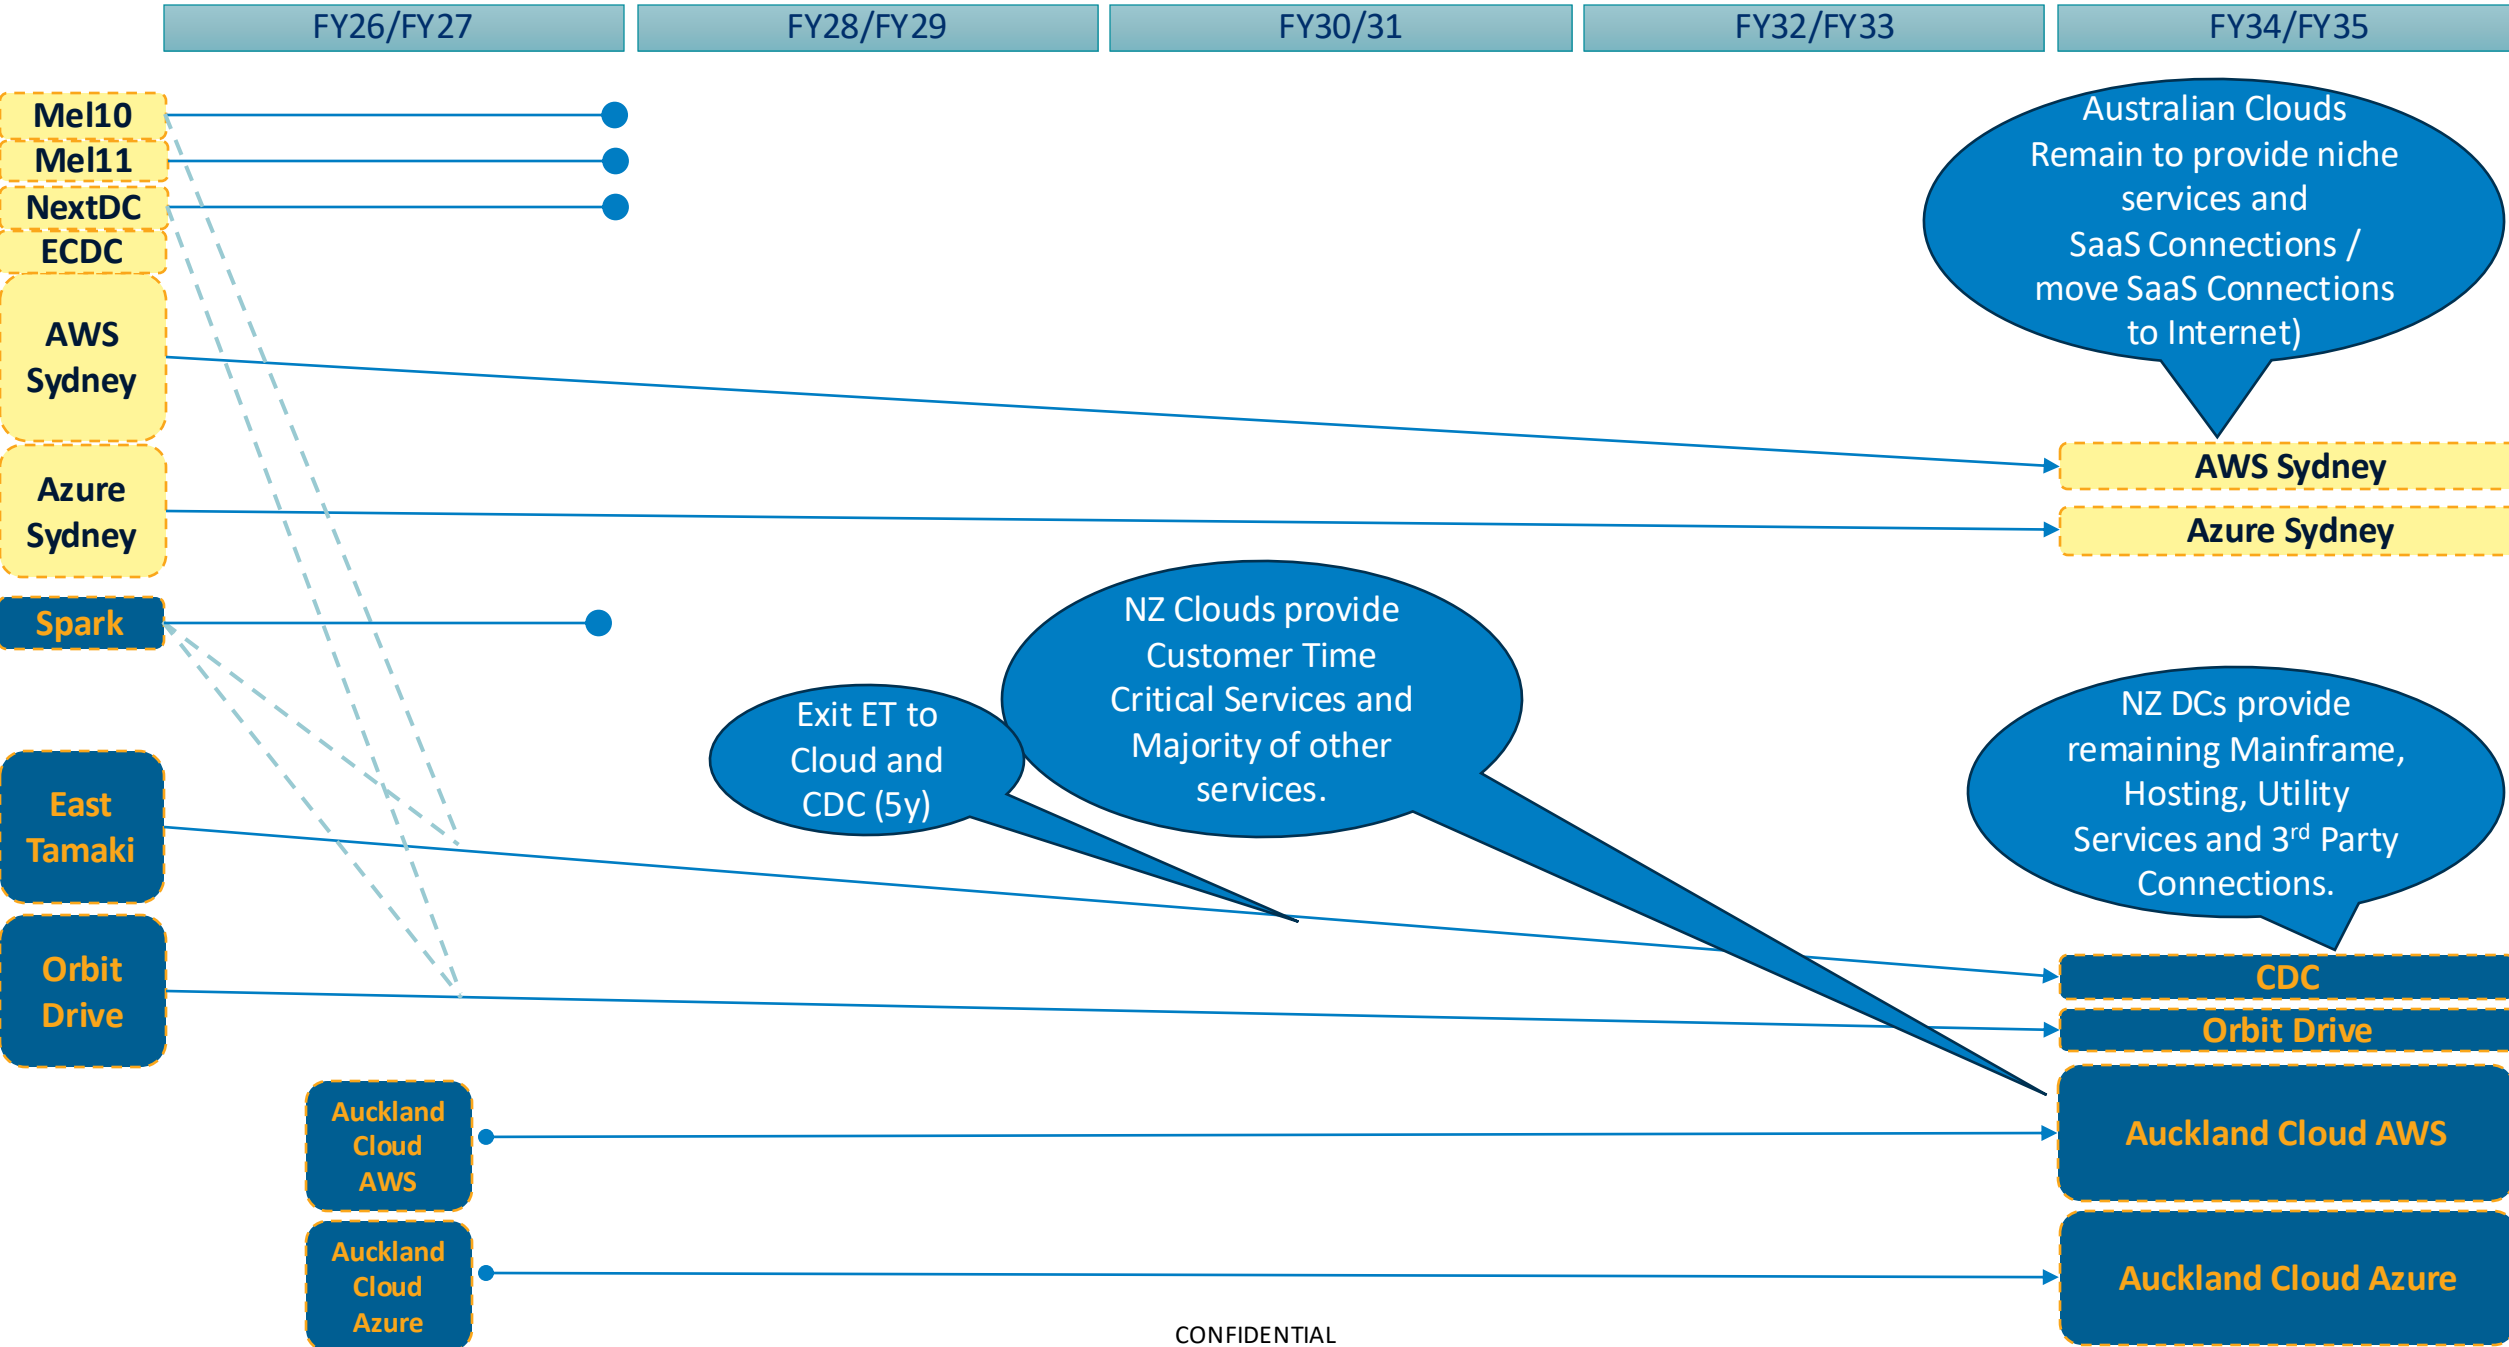 FY26/FY27
FY28/FY29
FY30/31
FY32/FY33
FY34/FY35
Mel10
Mel11
NextDC
ECDC
AWS
Sydney
Azure
Sydney
Spark
East
Tamaki
Orbit
Drive
Auckland
Cloud
AWS
Auckland
Cloud
Azure
Exit ET to
Cloud and
CDC (5y)
NZ Clouds provide
Customer Time
Critical Services and
Majority of other
services.
Australian Clouds
Remain to provide niche
services and
SaaS Connections /
move SaaS Connections
to Internet)
AWS Sydney
Azure Sydney
NZ DCs provide
remaining Mainframe,
Hosting, Utility
Services and 3rd Party
Connections.
CDC
Orbit Drive
Auckland Cloud AWS
Auckland Cloud Azure
CONFIDENTIAL